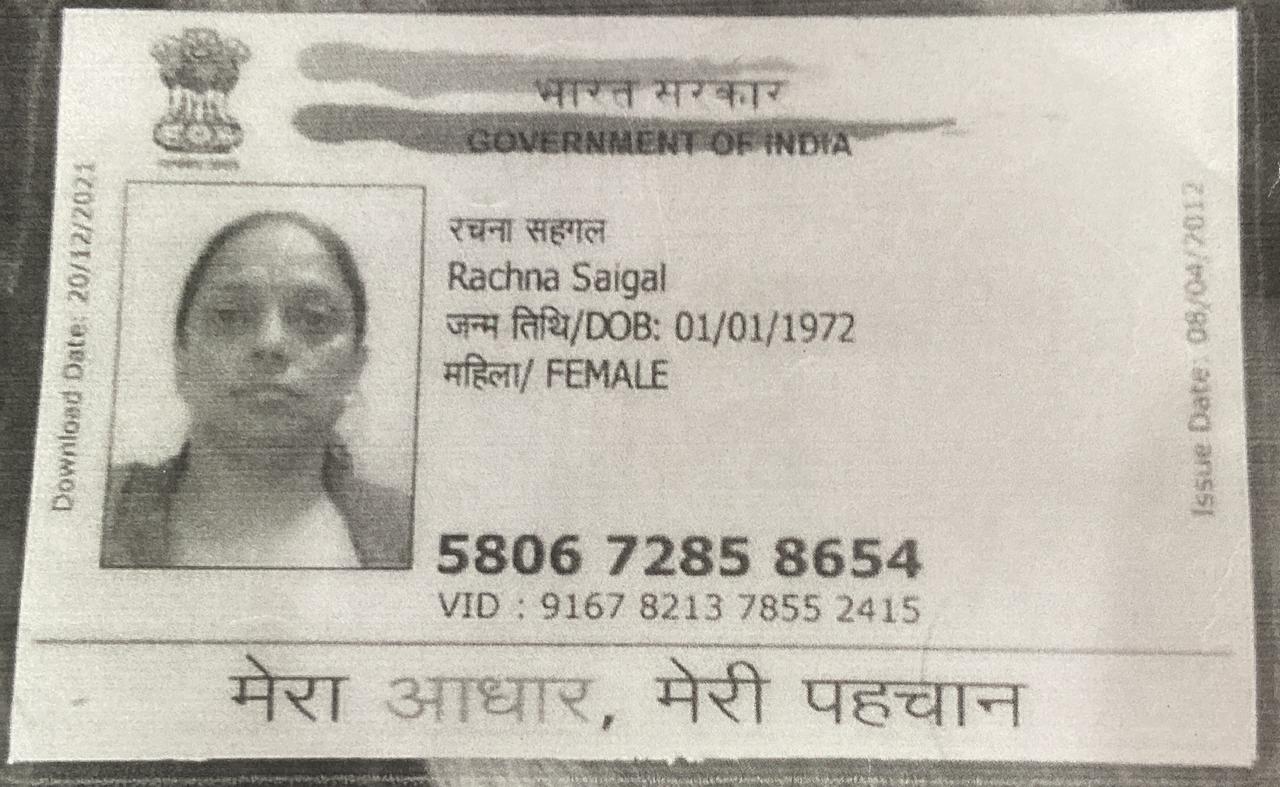 भारत सरकार
GOVERNMENT OF INDIA
Download Date: 20/12/2021
रचना सहगल
Rachna Saigal
जन्म तिथि/DOB: 01/01/1972
महिला/ FEMALE
Issue Date: 08/04/2012
5806 7285 8654
VID : 9167 8213 7855 2415
मेरा आधार, मेरी पहचान